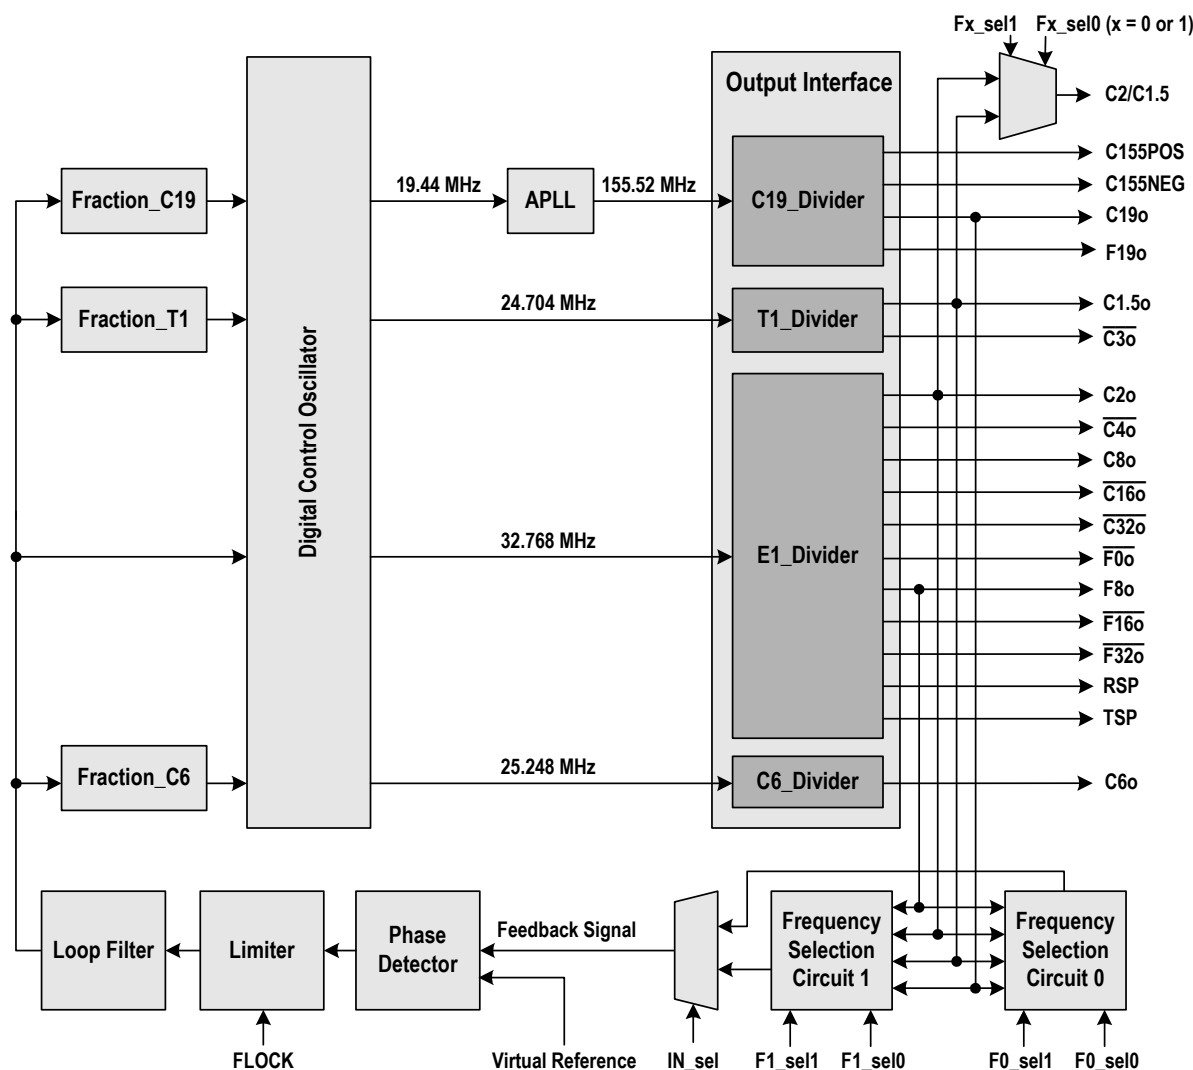 Fx_sel1
Fx_sel0 (x = 0 or 1)
Output Interface
C2/C1.5
C155POS
C155NEG
C19o
F19o
Fraction_C19
19.44 MHz
APLL
155.52 MHz
C19_Divider
Fraction_T1
24.704 MHz
T1_Divider
C1.5o
C3o
Digital Control Oscillator
C2o
C4o
C8o
C16o
C32o
F0o
F8o
F16o
F32o
RSP
TSP
32.768 MHz
E1_Divider
Fraction_C6
25.248 MHz
C6_Divider
C6o
Loop Filter
Limiter
Phase
Detector
Feedback Signal
Frequency
Selection
Circuit 1
Frequency
Selection
Circuit 0
FLOCK
Virtual Reference
IN_sel
F1_sel1
F1_sel0
F0_sel1
F0_sel0